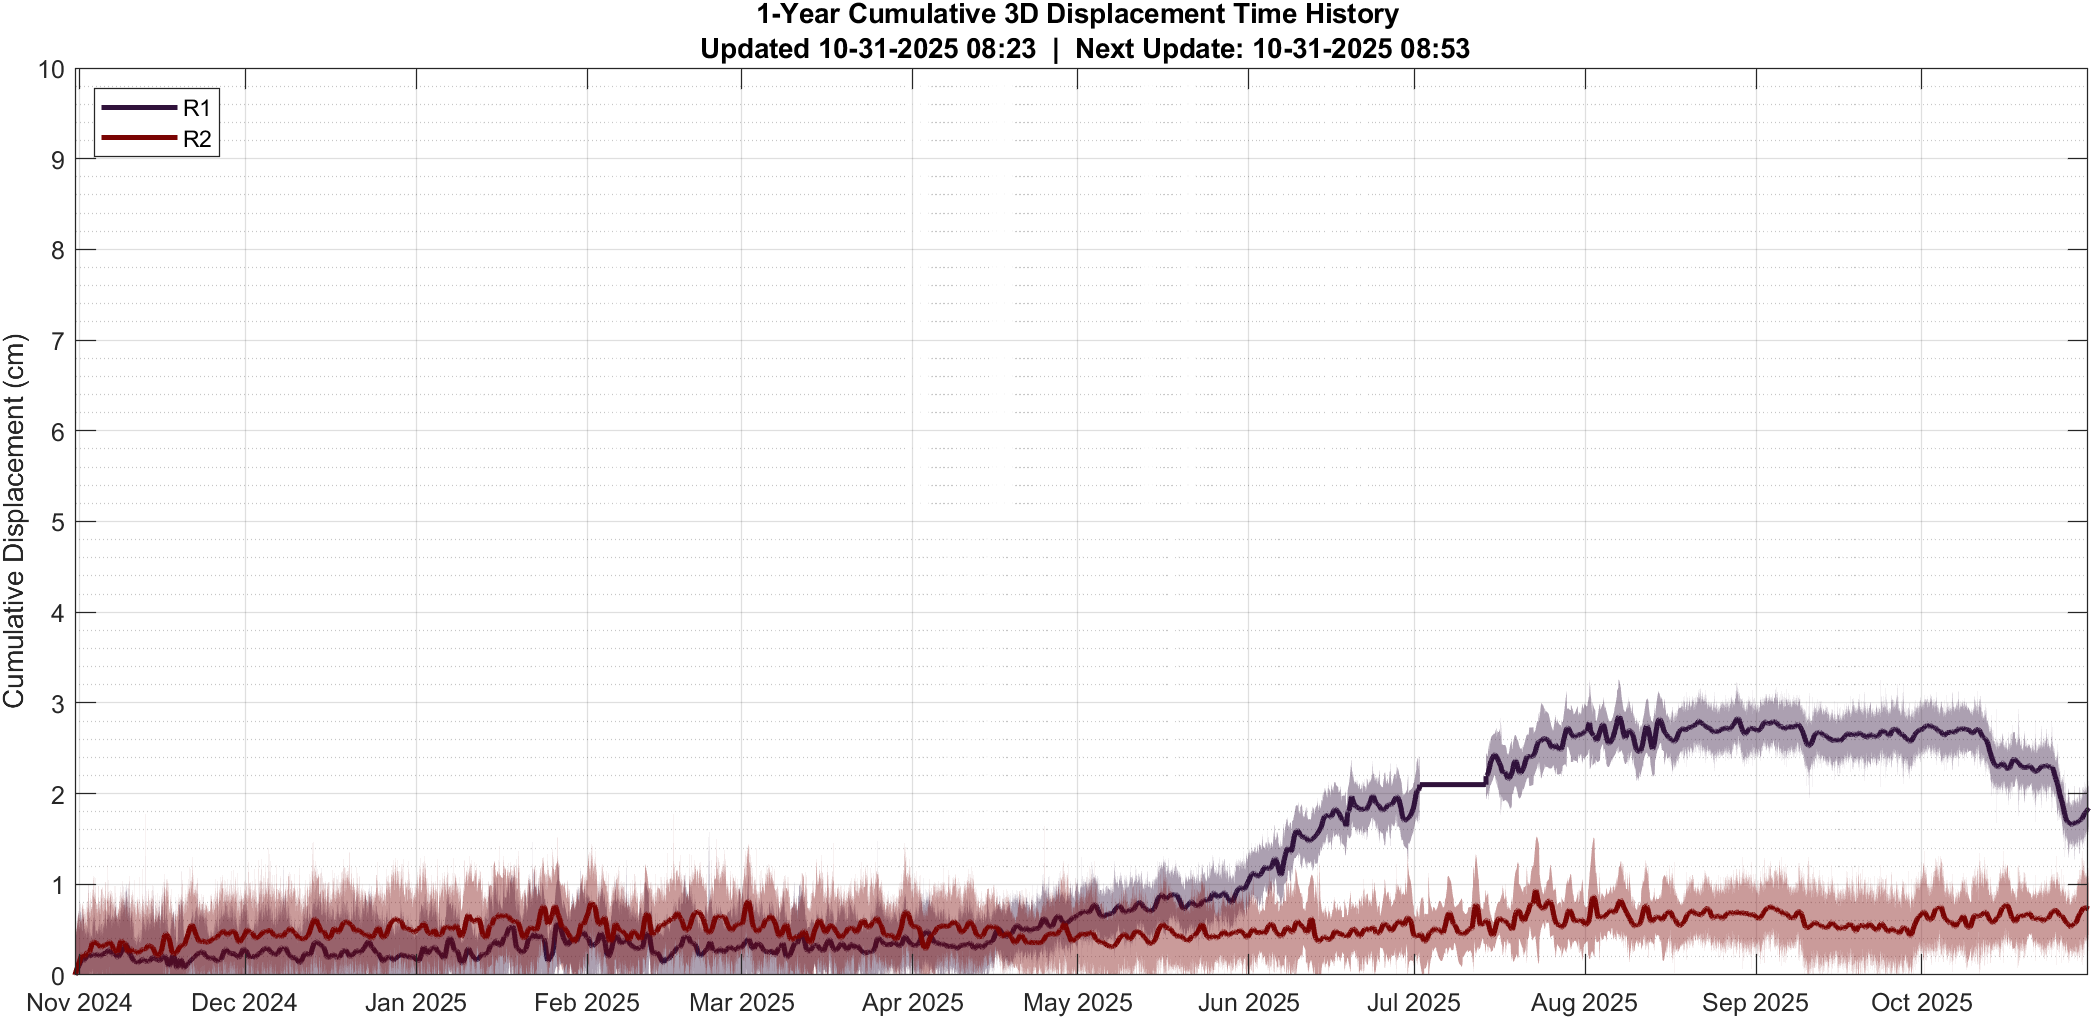 1-Year Cumulative 3D Displacement Time History
Updated 10-31-2025 08:23 | Next Update: 10-31-2025 08:53
R1
R2
Cumulative Displacement (cm)
10
9
8
7
6
5
4
3
2
1
0
Nov 2024 Dec 2024 Jan 2025 Feb 2025 Mar 2025 Apr 2025 May 2025 Jun 2025 Jul 2025 Aug 2025 Sep 2025 Oct 2025